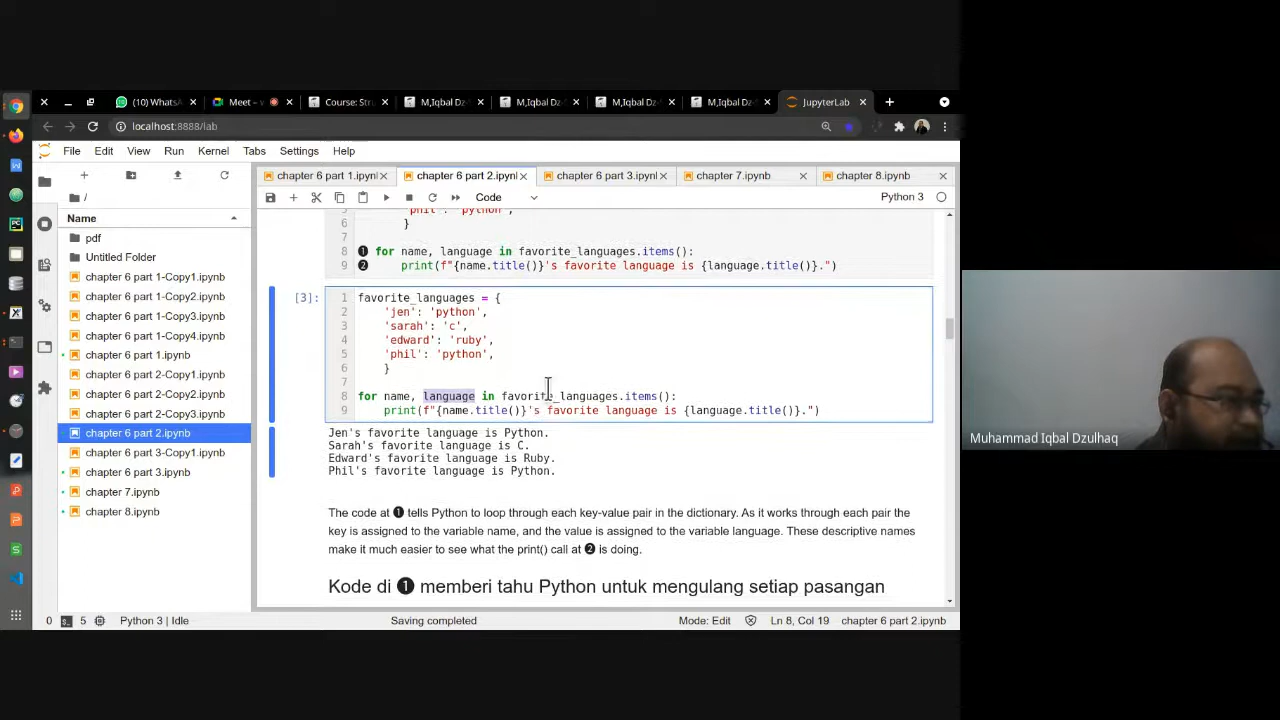 (10) WhatsA
Meet – v
Course: Stru
M,Iqbal Dz
M,Iqbal Dz
M,Iqbal Dz
M,Iqbal Dz
JupyterLab
localhost:8888/lab
File Edit View Run Kernel Tabs Settings Help
chapter 6 part 1.ipynb
chapter 6 part 2.ipynb
chapter 6 part 3.ipynb
chapter 7.ipynb
chapter 8.ipynb
/
Code
Python 3
Name
pdf
Untitled Folder
chapter 6 part 1-Copy1.ipynb
chapter 6 part 1-Copy2.ipynb
chapter 6 part 1-Copy3.ipynb
chapter 6 part 1-Copy4.ipynb
chapter 6 part 1.ipynb
chapter 6 part 2-Copy1.ipynb
chapter 6 part 2-Copy2.ipynb
chapter 6 part 2-Copy3.ipynb
chapter 6 part 2.ipynb
chapter 6 part 3-Copy1.ipynb
chapter 6 part 3.ipynb
chapter 7.ipynb
chapter 8.ipynb
5 'phil': 'python',
6 }
7
8 ❶ for name, language in favorite_languages.items():
9 ❷ print(f"{name.title()}'s favorite language is {language.title()}.")
[3]:
1 favorite_languages = {
2 'jen': 'python',
3 'sarah': 'c',
4 'edward': 'ruby',
5 'phil': 'python',
6 }
7
8 for name, language in favorite_languages.items():
9 print(f"{name.title()}'s favorite language is {language.title()}.")
Jen's favorite language is Python.
Sarah's favorite language is C.
Edward's favorite language is Ruby.
Phil's favorite language is Python.
The code at ❶ tells Python to loop through each key-value pair in the dictionary. As it works through each pair the
key is assigned to the variable name, and the value is assigned to the variable language. These descriptive names
make it much easier to see what the print() call at ❷ is doing.
Kode di ❶ memberi tahu Python untuk mengulang setiap pasangan
0 5 Python 3 | Idle Saving completed Mode: Edit Ln 8, Col 19 chapter 6 part 2.ipynb
Muhammad Iqbal Dzulhaq